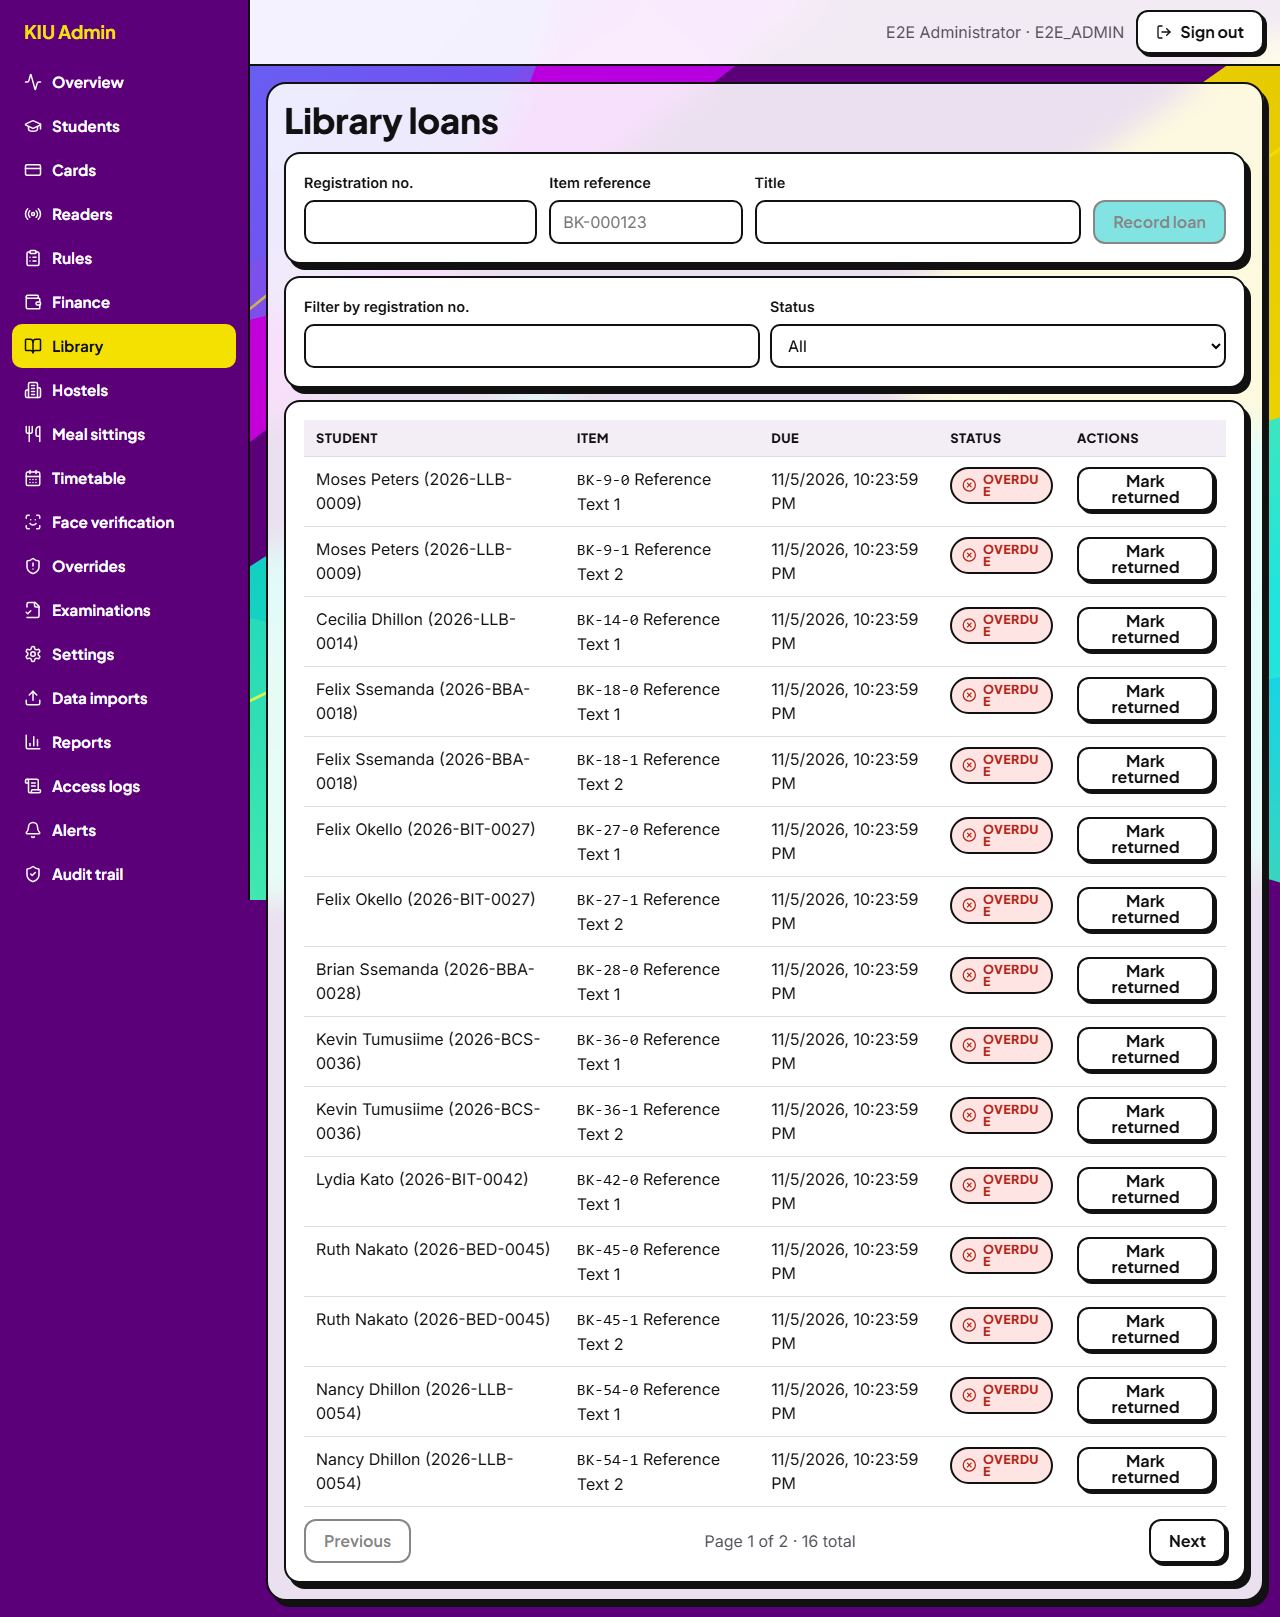 KIU Admin
E2E Administrator · E2E_ADMIN
Sign out
Overview
Students
Cards
Readers
Rules
Finance
Library
Hostels
Meal sittings
Timetable
Face verification
Overrides
Examinations
Settings
Data imports
Reports
Access logs
Alerts
Audit trail
Library loans
Registration no.
Item reference
Title
BK-000123
Record loan
Filter by registration no.
Status
All
STUDENT ITEM DUE STATUS ACTIONS
Moses Peters (2026-LLB- BK-9-0 Reference 11/5/2026, 10:23:59 OVERDU Mark
0009) Text 1 PM E returned
Moses Peters (2026-LLB- BK-9-1 Reference 11/5/2026, 10:23:59 OVERDU Mark
0009) Text 2 PM E returned
Cecilia Dhillon (2026-LLB- BK-14-0 Reference 11/5/2026, 10:23:59 OVERDU Mark
0014) Text 1 PM E returned
Felix Ssemanda (2026-BBA- BK-18-0 Reference 11/5/2026, 10:23:59 OVERDU Mark
0018) Text 1 PM E returned
Felix Ssemanda (2026-BBA- BK-18-1 Reference 11/5/2026, 10:23:59 OVERDU Mark
0018) Text 2 PM E returned
Felix Okello (2026-BIT-0027) BK-27-0 Reference 11/5/2026, 10:23:59 OVERDU Mark
Text 1 PM E returned
Felix Okello (2026-BIT-0027) BK-27-1 Reference 11/5/2026, 10:23:59 OVERDU Mark
Text 2 PM E returned
Brian Ssemanda (2026-BBA- BK-28-0 Reference 11/5/2026, 10:23:59 OVERDU Mark
0028) Text 1 PM E returned
Kevin Tumusiime (2026-BCS- BK-36-0 Reference 11/5/2026, 10:23:59 OVERDU Mark
0036) Text 1 PM E returned
Kevin Tumusiime (2026-BCS- BK-36-1 Reference 11/5/2026, 10:23:59 OVERDU Mark
0036) Text 2 PM E returned
Lydia Kato (2026-BIT-0042) BK-42-0 Reference 11/5/2026, 10:23:59 OVERDU Mark
Text 1 PM E returned
Ruth Nakato (2026-BED-0045) BK-45-0 Reference 11/5/2026, 10:23:59 OVERDU Mark
Text 1 PM E returned
Ruth Nakato (2026-BED-0045) BK-45-1 Reference 11/5/2026, 10:23:59 OVERDU Mark
Text 2 PM E returned
Nancy Dhillon (2026-LLB- BK-54-0 Reference 11/5/2026, 10:23:59 OVERDU Mark
0054) Text 1 PM E returned
Nancy Dhillon (2026-LLB- BK-54-1 Reference 11/5/2026, 10:23:59 OVERDU Mark
0054) Text 2 PM E returned
Previous
Page 1 of 2 · 16 total
Next